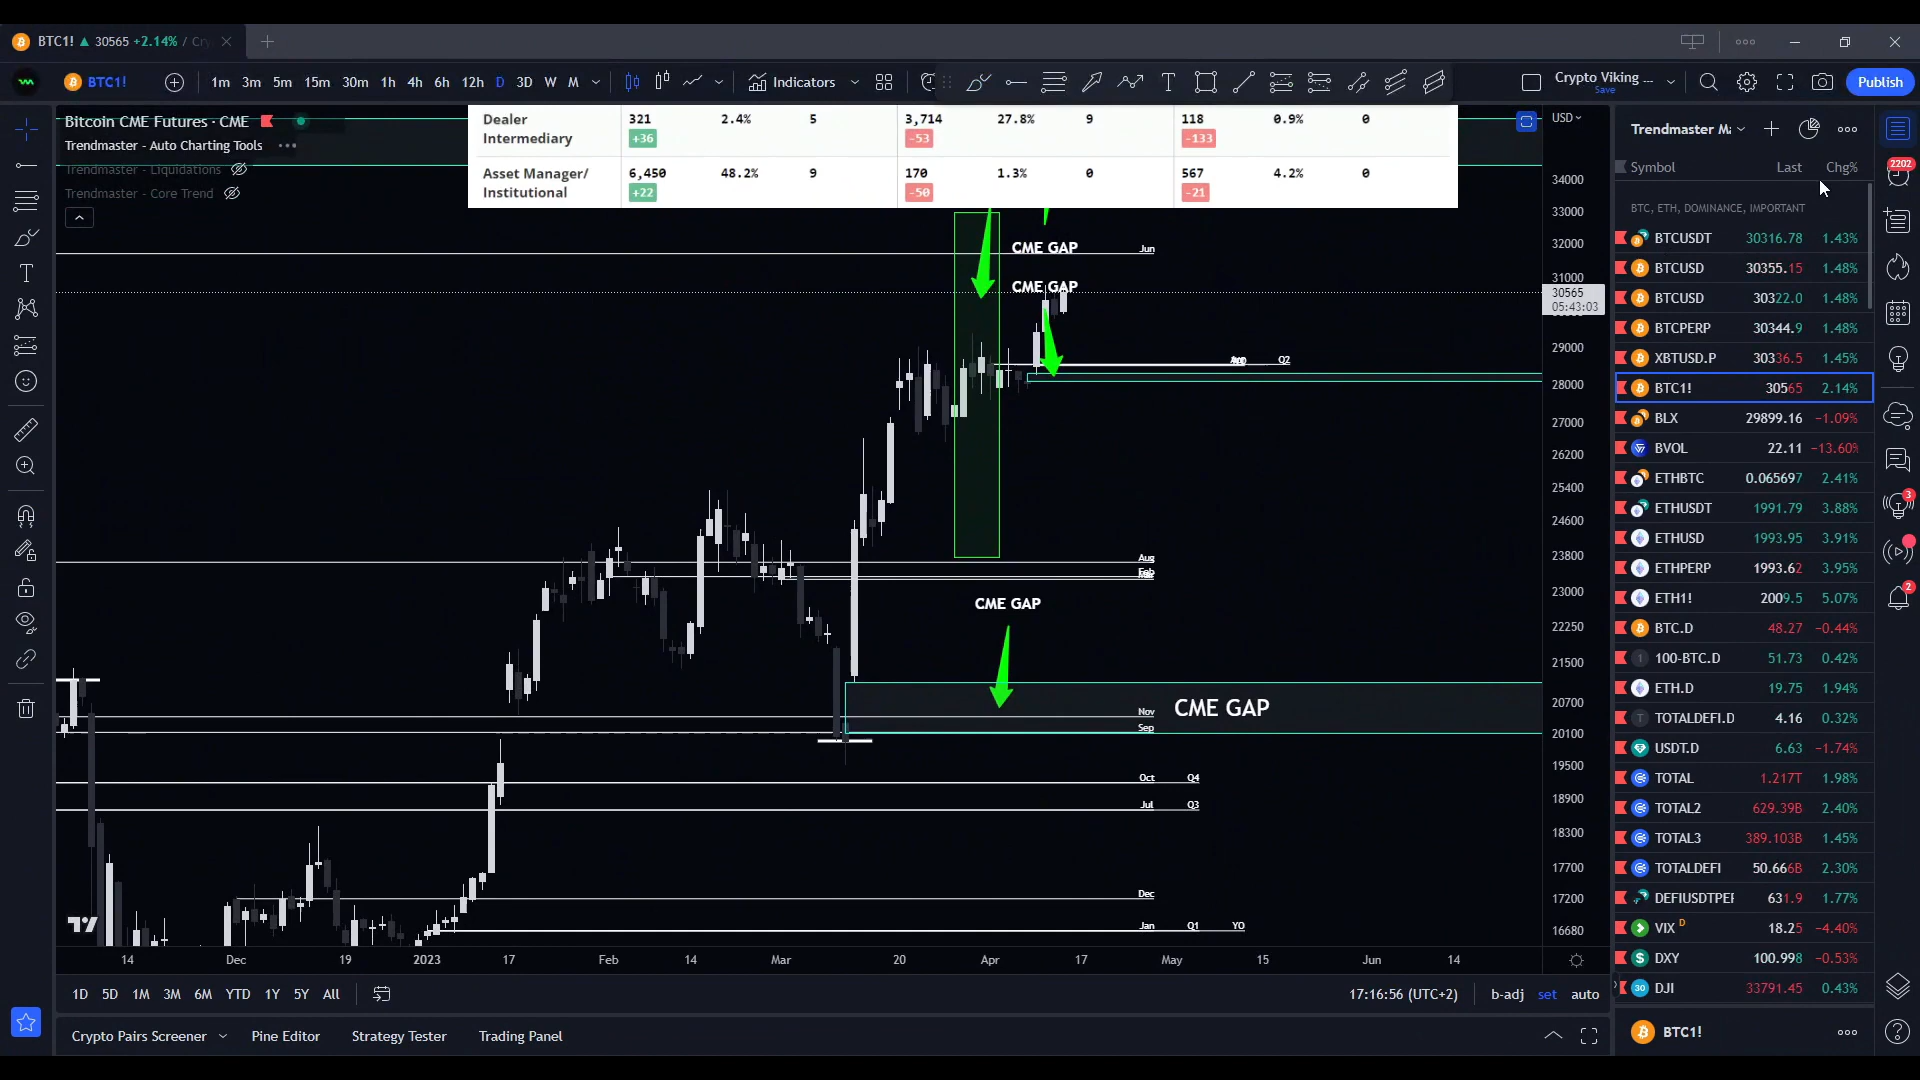 BTC1! ▲ 30565 +2.14% / Cry
BTC1! 1m 3m 5m 15m 30m 1h 4h 6h 12h D 3D W M Indicators Crypto Viking ... Save Publish
Bitcoin CME Futures · CME
Trendmaster - Auto Charting Tools
Trendmaster - Liquidations
Trendmaster - Core Trend
Dealer 321 2.4% 5 3,714 27.8% 9 118 0.9% 0
Intermediary +36 -53 -133
Asset Manager/ 6,450 48.2% 9 170 1.3% 0 567 4.2% 0
Institutional +22 -50 -21
CME GAP
Jun
CME GAP
Q2
Aug
Feb
CME GAP
CME GAP
Nov
Sep
Oct Q4
Jul Q3
Dec
Jan Q1 YO
USD
34000
33000
32000
31000
30565
05:43:03
29000
28000
27000
26200
25400
24600
23800
23000
22250
21500
20700
20100
19500
18900
18300
17700
17200
16680
14 Dec 19 2023 17 Feb 14 Mar 20 Apr 17 May 15 Jun 14
1D 5D 1M 3M 6M YTD 1Y 5Y All 17:16:56 (UTC+2) b-adj set auto
Crypto Pairs Screener Pine Editor Strategy Tester Trading Panel
Trendmaster Ma
Symbol Last Chg%
BTC, ETH, DOMINANCE, IMPORTANT
BTCUSDT 30316.78 1.43%
BTCUSD 30355.15 1.48%
BTCUSD 30322.0 1.48%
BTCPERP 30344.9 1.48%
XBTUSD.P 30336.5 1.45%
BTC1! 30565 2.14%
BLX 29899.16 −1.09%
BVOL 22.11 −13.60%
ETHBTC 0.065697 2.41%
ETHUSDT 1991.79 3.88%
ETHUSD 1993.95 3.91%
ETHPERP 1993.62 3.95%
ETH1! 2009.5 5.07%
BTC.D 48.27 −0.44%
100-BTC.D 51.73 0.42%
ETH.D 19.75 1.94%
TOTALDEFI.D 4.16 0.32%
USDT.D 6.63 −1.74%
TOTAL 1.217T 1.98%
TOTAL2 629.39B 2.40%
TOTAL3 389.103B 1.45%
TOTALDEFI 50.666B 2.30%
DEFIUSDTPEI 631.9 1.77%
VIX D 18.25 −4.40%
DXY 100.998 −0.53%
30 DJI 33791.45 0.43%
BTC1!
2202
3
2